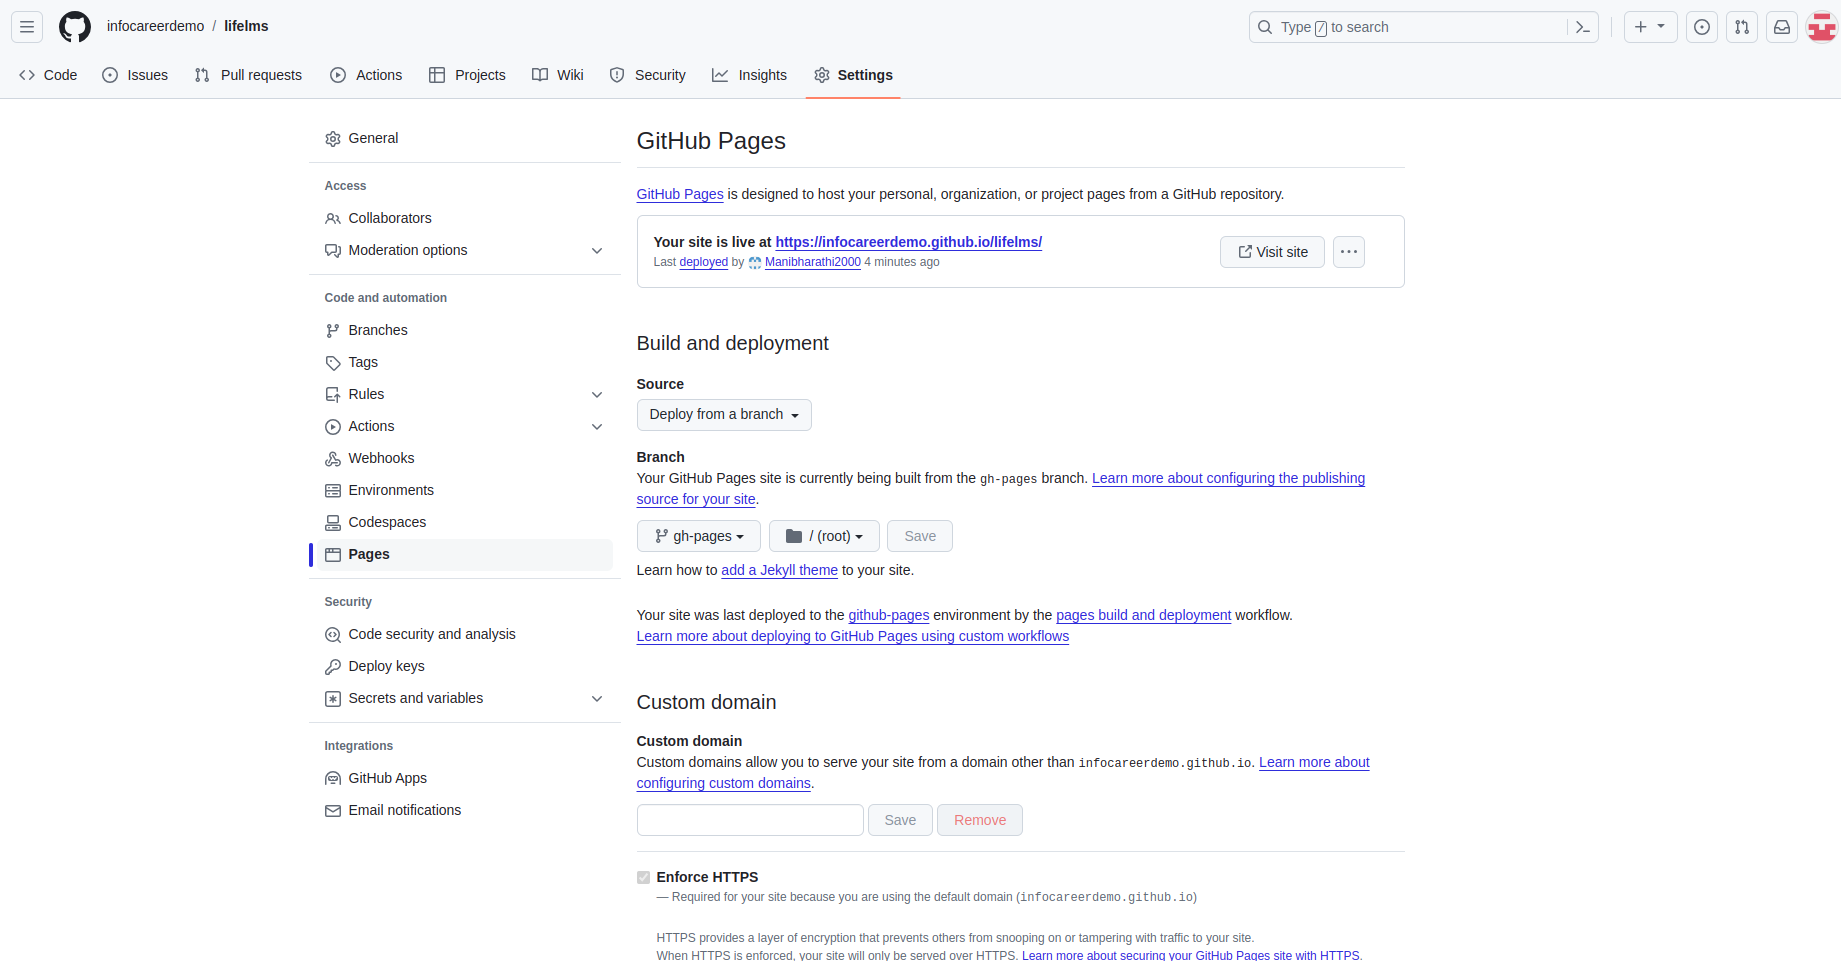 infocareerdemo / lifelms
Type / to search
Code Issues Pull requests Actions Projects Wiki Security Insights Settings
General
Access
Collaborators
Moderation options
Code and automation
Branches
Tags
Rules
Actions
Webhooks
Environments
Codespaces
Pages
Security
Code security and analysis
Deploy keys
Secrets and variables
Integrations
GitHub Apps
Email notifications
GitHub Pages
GitHub Pages is designed to host your personal, organization, or project pages from a GitHub repository.
Your site is live at https://infocareerdemo.github.io/lifelms/
Last deployed by Manibharathi2000 4 minutes ago
Visit site
Build and deployment
Source
Deploy from a branch
Branch
Your GitHub Pages site is currently being built from the gh-pages branch. Learn more about configuring the publishing
source for your site.
gh-pages / (root) Save
Learn how to add a Jekyll theme to your site.
Your site was last deployed to the github-pages environment by the pages build and deployment workflow.
Learn more about deploying to GitHub Pages using custom workflows
Custom domain
Custom domain
Custom domains allow you to serve your site from a domain other than infocareerdemo.github.io. Learn more about
configuring custom domains.
Save Remove
Enforce HTTPS
— Required for your site because you are using the default domain (infocareerdemo.github.io)
HTTPS provides a layer of encryption that prevents others from snooping on or tampering with traffic to your site.
When HTTPS is enforced, your site will only be served over HTTPS. Learn more about securing your GitHub Pages site with HTTPS.